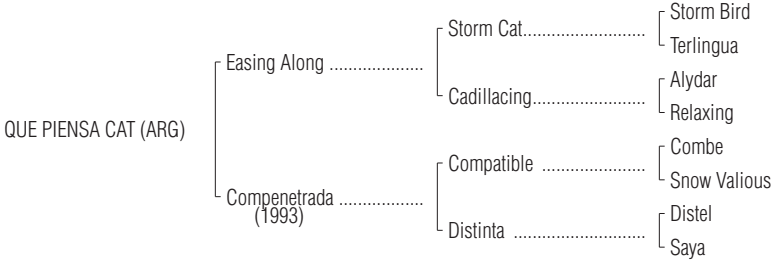 Storm Bird
Storm Cat..........................
Terlingua
Easing Along ....................
Alydar
Cadillacing........................
Relaxing
QUE PIENSA CAT (ARG)
Combe
Compatible ......................
Snow Valious
Compenetrada ..................
(1993)
Distel
Distinta ............................
Saya